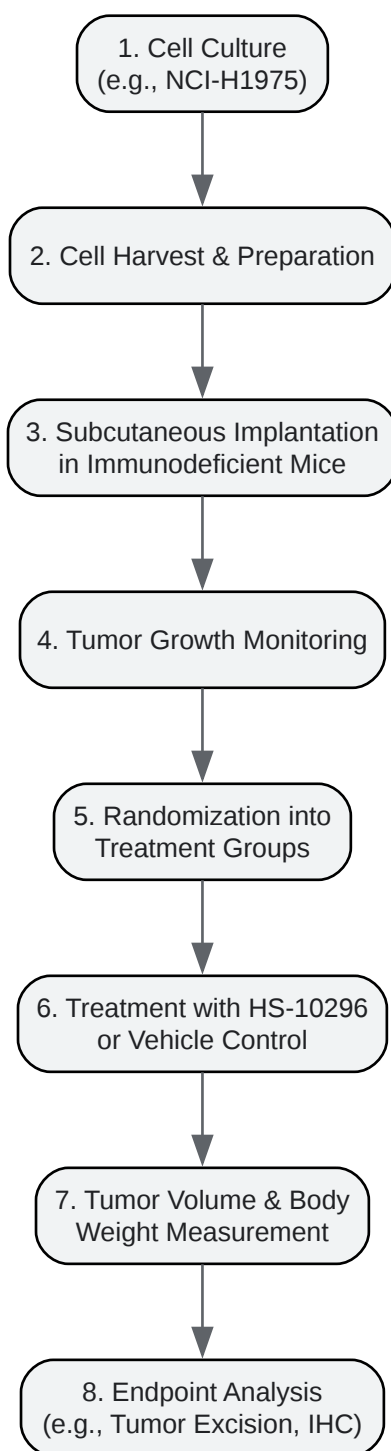 1. Cell Culture
(e.g., NCI-H1975)
2. Cell Harvest & Preparation
3. Subcutaneous Implantation
in Immunodeficient Mice
4. Tumor Growth Monitoring
5. Randomization into
Treatment Groups
6. Treatment with HS-10296
or Vehicle Control
7. Tumor Volume & Body
Weight Measurement
8. Endpoint Analysis
(e.g., Tumor Excision, IHC)